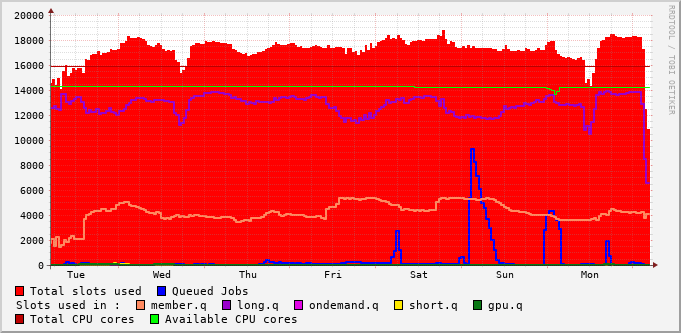 20000
18000
16000
14000
12000
10000
8000
6000
4000
2000
0
Tue Wed Thu Fri Sat Sun Mon
RRDTOOL / TOBI OETIKER
Total slots used Queued Jobs
Slots used in : member.q long.q ondemand.q short.q gpu.q
Total CPU cores Available CPU cores